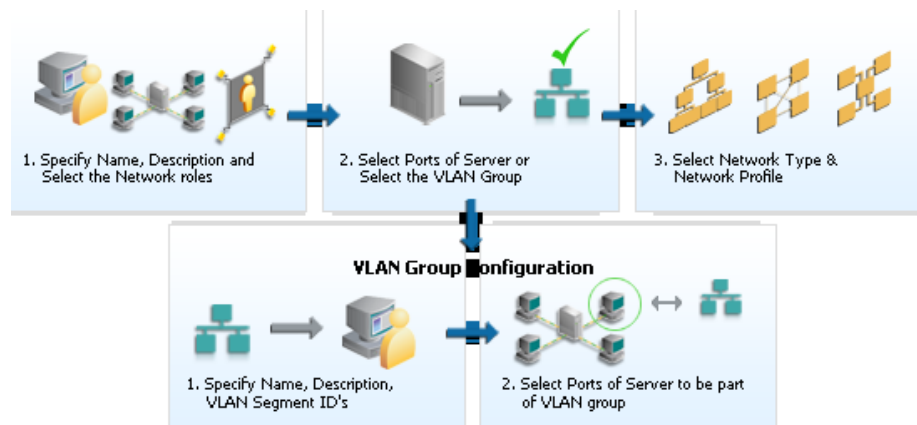 1. Specify Name, Description and
Select the Network roles
2. Select Ports of Server or
Select the VLAN Group
3. Select Network Type &
Network Profile
VLAN Group onfiguration
1. Specify Name, Description,
VLAN Segment ID's
2. Select Ports of Server to be part
of VLAN group